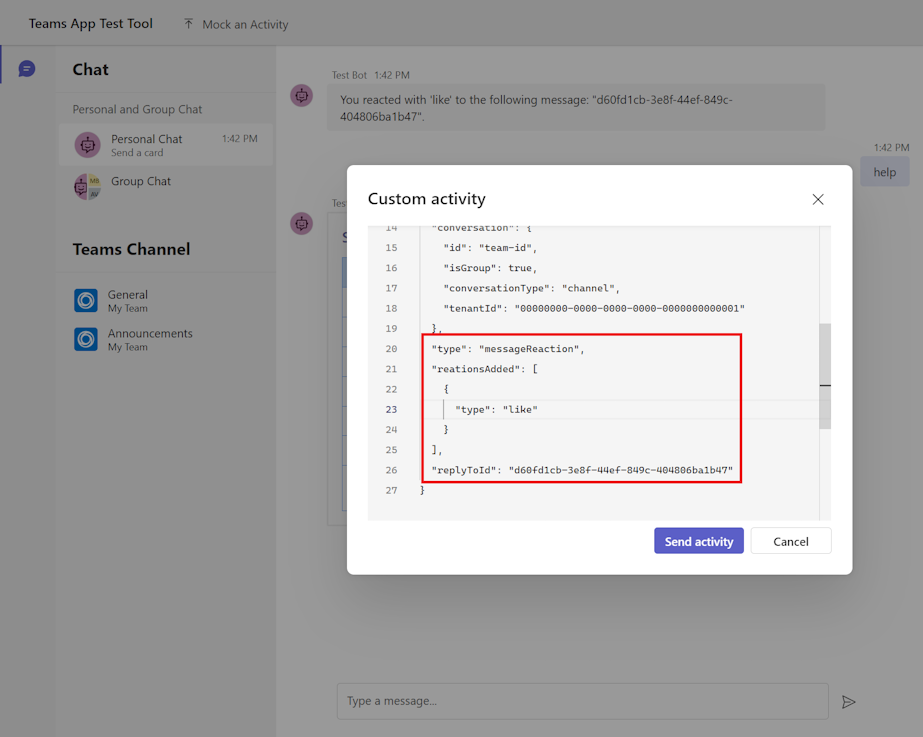 Teams App Test Tool
Mock an Activity
Chat
Personal and Group Chat
Personal Chat 1:42 PM
Send a card
MB
AV
Group Chat
Teams Channel
General
My Team
Announcements
My Team
Test Bot 1:42 PM
You reacted with 'like' to the following message: "d60fd1cb-3e8f-44ef-849c-
404806ba1b47".
1:42 PM
help
Custom activity
14 "conversation": {
15 "id": "team-id",
16 "isGroup": true,
17 "conversationType": "channel",
18 "tenantId": "00000000-0000-0000-0000-0000000000001"
19 },
20 "type": "messageReaction",
21 "reationsAdded": [
22 {
23 "type": "like"
24 }
25 ],
26 "replyToId": "d60fd1cb-3e8f-44ef-849c-404806ba1b47"
27 }
Send activity
Cancel
Type a message...